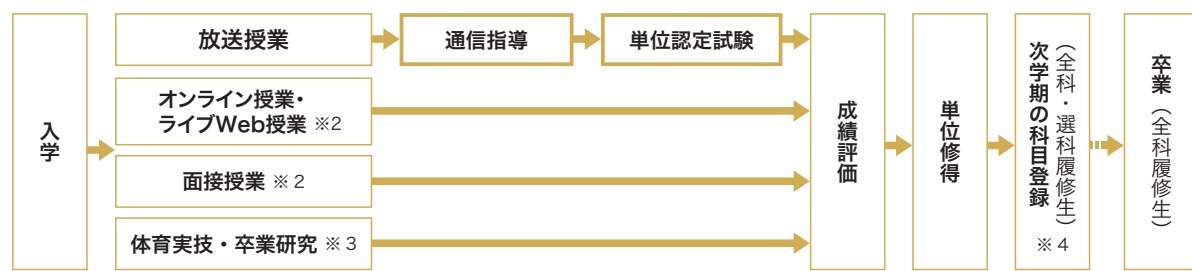 入学
放送授業
通信指導
単位認定試験
オンライン授業・
ライブWeb授業 ※2
面接授業 ※2
体育実技・卒業研究 ※3
成績評価
単位修得
次学期の科目登録
（全科・選科履修生）
※4
卒業（全科履修生）